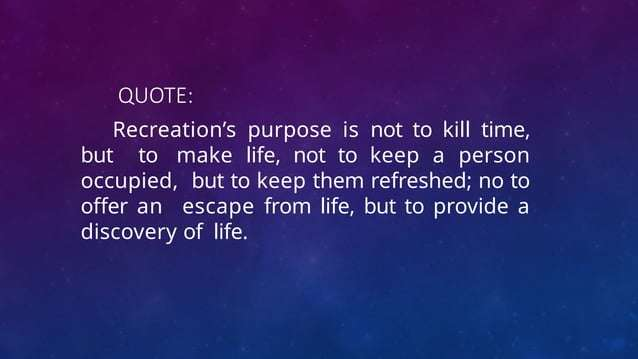 QUOTE:
Recreation’s purpose is not to kill time,
but to make life, not to keep a person
occupied, but to keep them refreshed; no to
offer an escape from life, but to provide a
discovery of life.